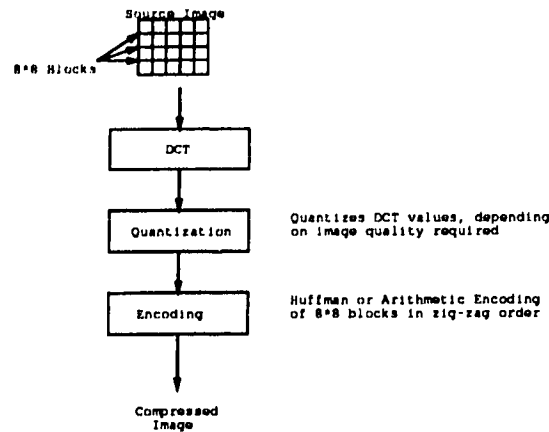 Source Image
8*8 Blocks
DCT
Quantization
Quantizes DCT values, depending
on image quality required
Encoding
Huffman or Arithmetic Encoding
of 8*8 blocks in zig-zag order
Compressed
Image